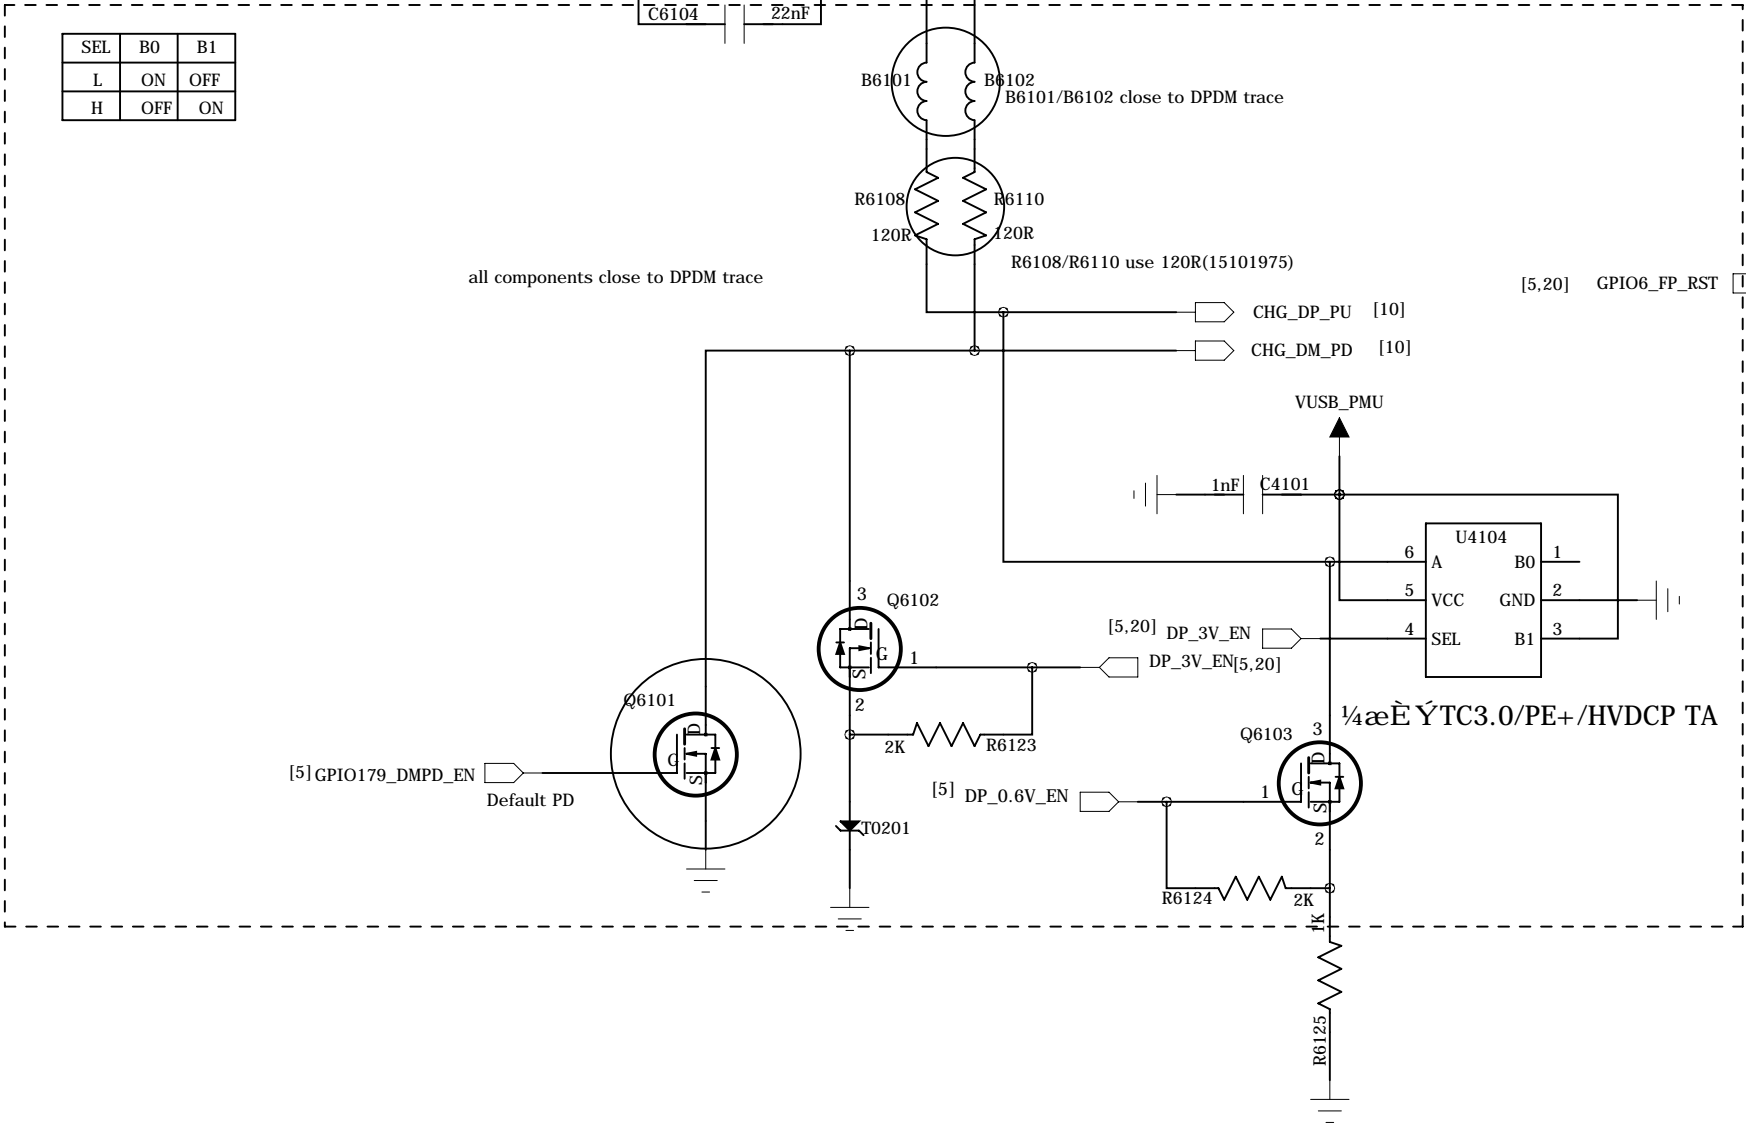 C6104
22nF
SEL B0 B1
L ON OFF
H OFF ON
B6101
B6102
B6101/B6102 close to DPDM trace
R6108
R6110
120R
120R
R6108/R6110 use 120R(15101975)
all components close to DPDM trace
[5,20] GPIO6_FP_RST
CHG_DP_PU [10]
CHG_DM_PD [10]
VUSB_PMU
1nF
C4101
U4104
6 A B0 1
5 VCC GND 2
4 SEL B1 3
3
Q6102
D
G
S
1
2
[5,20] DP_3V_EN
DP_3V_EN[5,20]
2K
R6123
Q6101
D
G
S
[5] GPIO179_DMPD_EN
Default PD
T0201
¼æÈÝTC3.0/PE+/HVDCP TA
Q6103
3
D
G
S
1
2
[5] DP_0.6V_EN
R6124
2K
1K
R6125